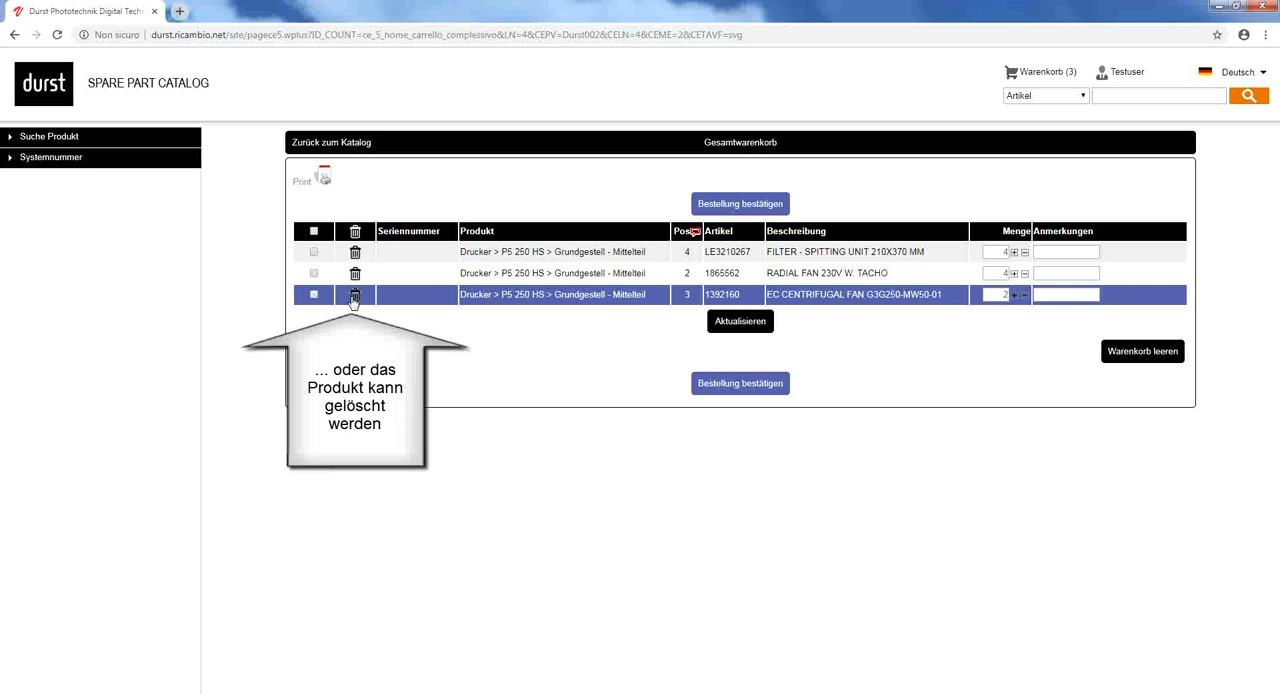 Durst Phototechnik Digital Tech
Non sicuro | durst.ricambio.net/site/pagece5.wplus?ID_COUNT=ce_5_home_carrello_complessivo&LN=4&CEPV=Durst002&CELN=4&CEME=2&CETAVF=svg
durst
SPARE PART CATALOG
Warenkorb (3)
Testuser
Deutsch
Artikel
Suche Produkt
Systemnummer
Zurück zum Katalog
Gesamtwarenkorb
Print
Bestellung bestätigen
Seriennummer Produkt Pos Artikel Beschreibung Menge Anmerkungen
Drucker > P5 250 HS > Grundgestell - Mittelteil 4 LE3210267 FILTER - SPITTING UNIT 210X370 MM 4
Drucker > P5 250 HS > Grundgestell - Mittelteil 2 1865562 RADIAL FAN 230V W. TACHO 4
Drucker > P5 250 HS > Grundgestell - Mittelteil 3 1392160 EC CENTRIFUGAL FAN G3G250-MW50-01 2
Aktualisieren
Warenkorb leeren
Bestellung bestätigen
... oder das
Produkt kann
gelöscht
werden